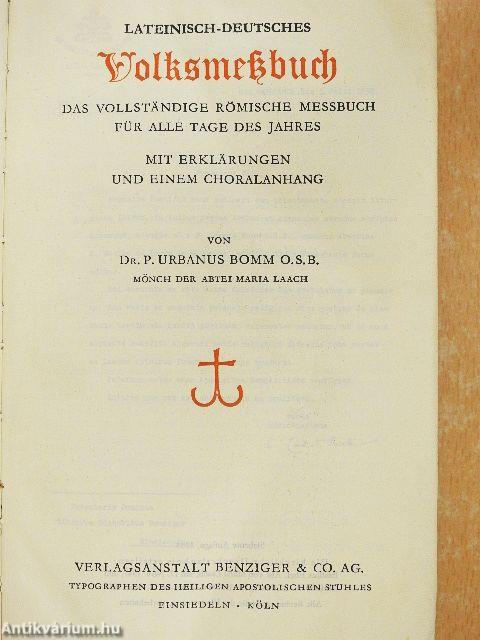 LATEINISCH-DEUTSCHES
Volksmeßbuch
DAS VOLLSTÄNDIGE RÖMISCHE MESSBUCH
FÜR ALLE TAGE DES JAHRES
MIT ERKLÄRUNGEN
UND EINEM CHORALANHANG
VON
DR. P. URBANUS BOMM O.S.B.
MÖNCH DER ABTEI MARIA LAACH
VERLAGSANSTALT BENZIGER & CO. AG.
TYPOGRAPHEN DES HEILIGEN APOSTOLISCHEN STUHLES
EINSIEDELN · KÖLN
Antikvárium.hu